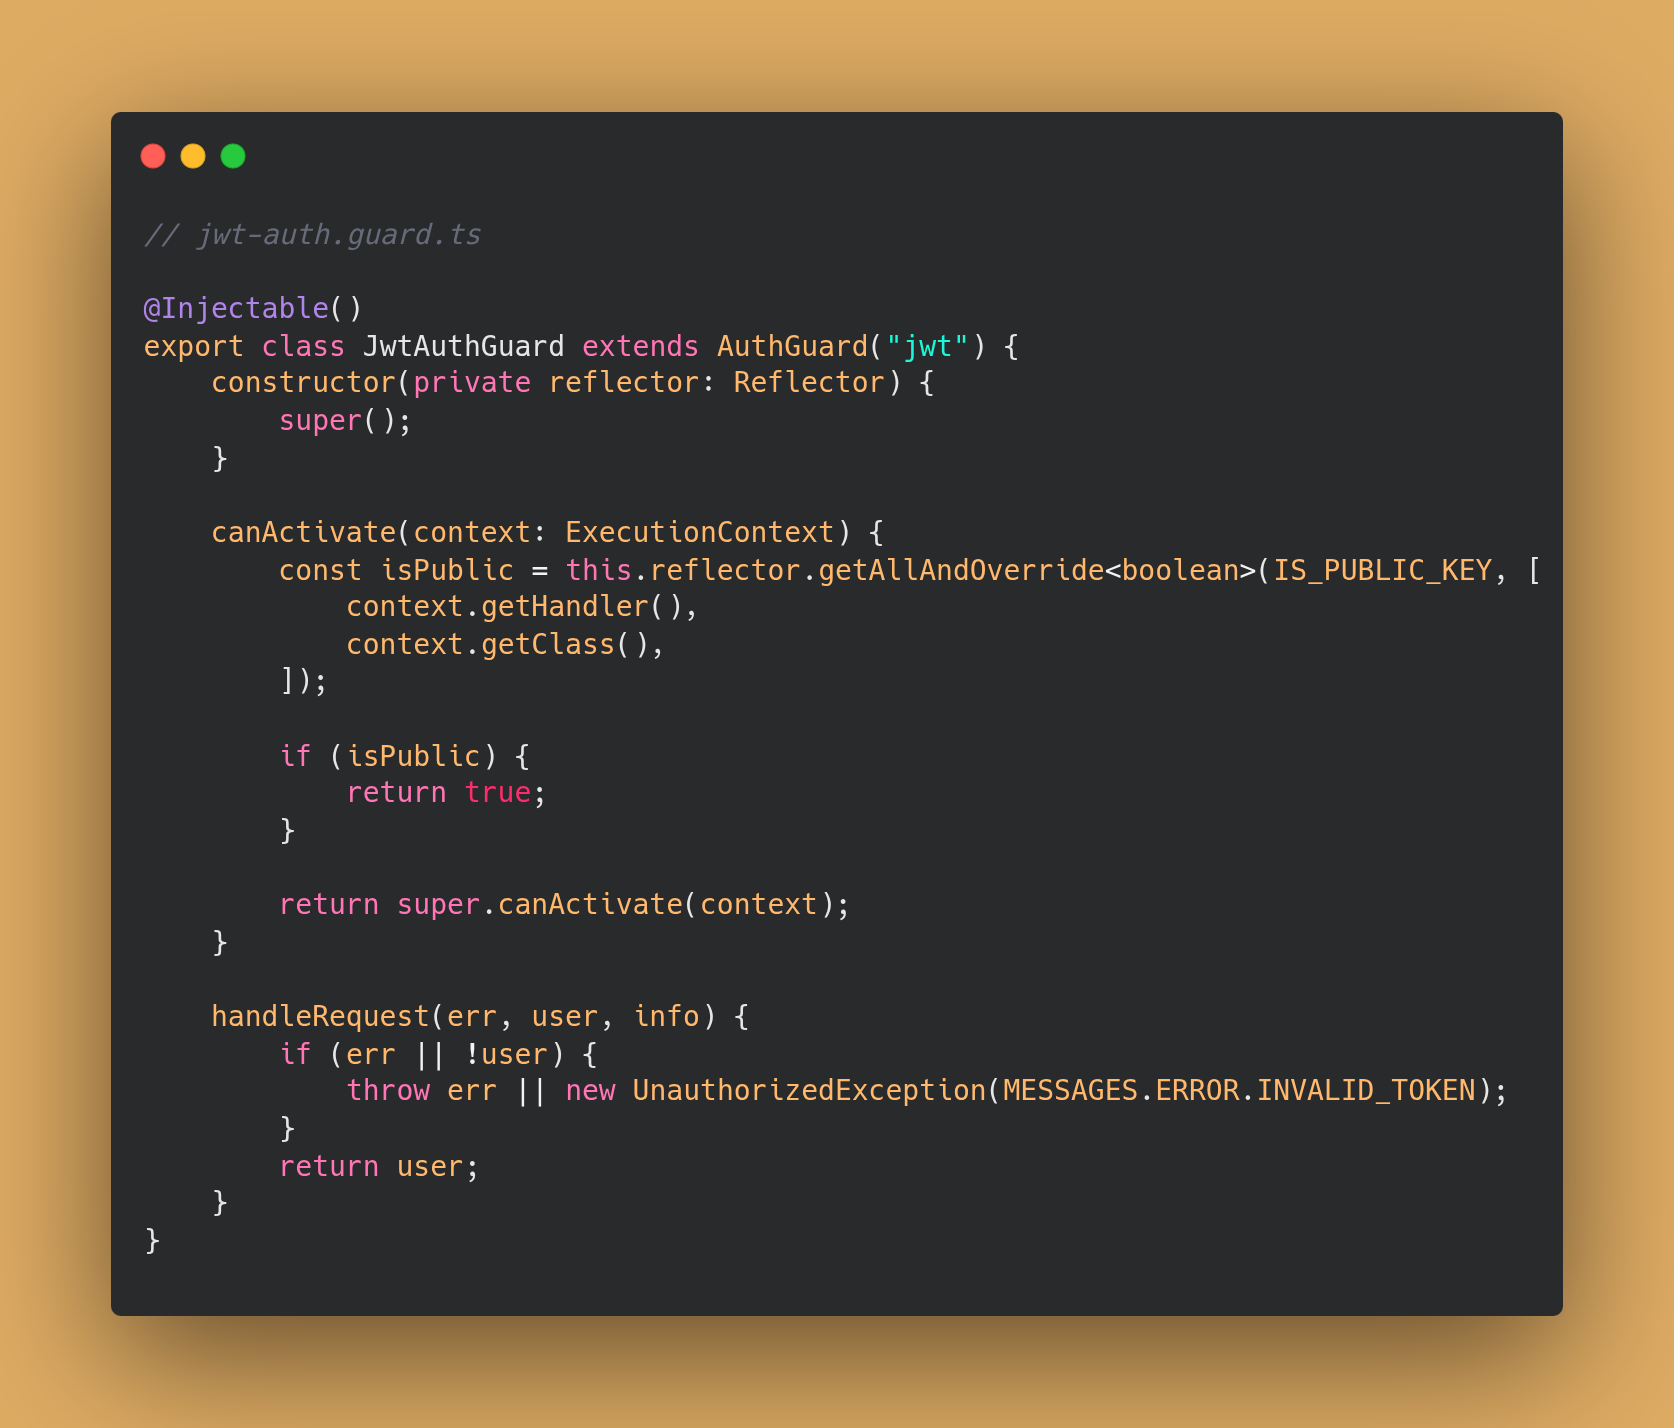 // jwt-auth.guard.ts
@Injectable()
export class JwtAuthGuard extends AuthGuard("jwt") {
    constructor(private reflector: Reflector) {
        super();
    }
    canActivate(context: ExecutionContext) {
        const isPublic = this.reflector.getAllAndOverride<boolean>(IS_PUBLIC_KEY, [
            context.getHandler(),
            context.getClass(),
        ]);
        if (isPublic) {
            return true;
        }
        return super.canActivate(context);
    }
    handleRequest(err, user, info) {
        if (err || !user) {
            throw err || new UnauthorizedException(MESSAGES.ERROR.INVALID_TOKEN);
        }
        return user;
    }
}